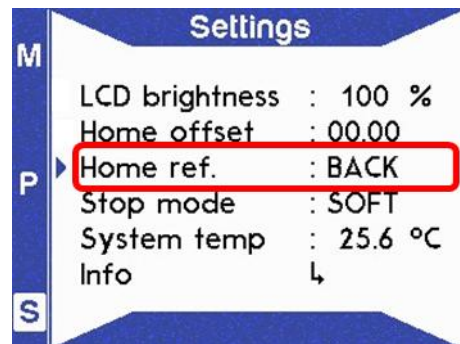 Settings
M
LCD brightness : 100 %
Home offset : 00.00
P
Home ref. : BACK
Stop mode : SOFT
System temp : 25.6 ºC
Info ↳
S